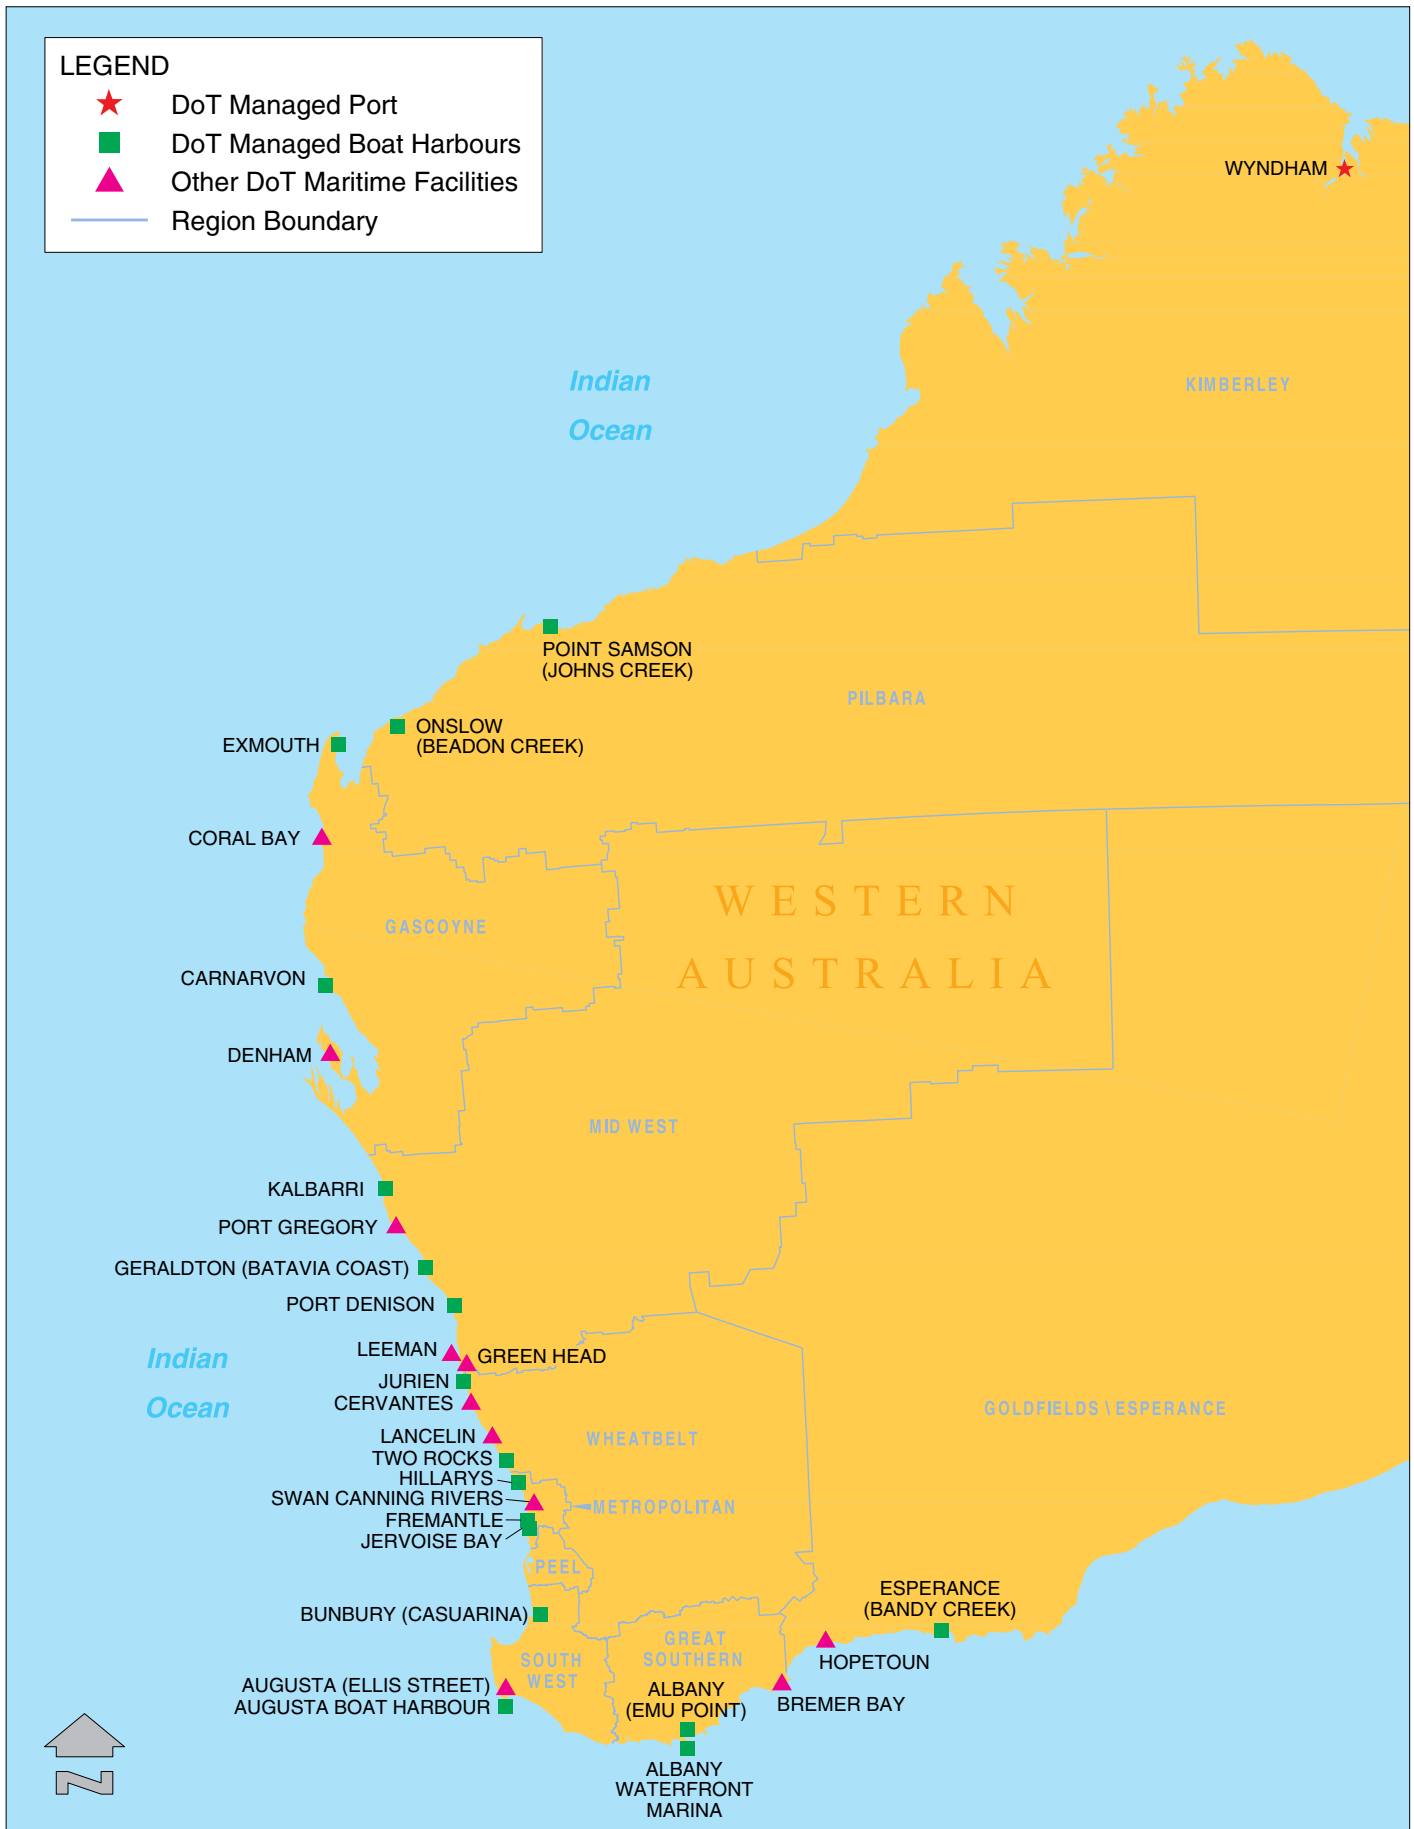 LEGEND
DoT Managed Port
DoT Managed Boat Harbours
Other DoT Maritime Facilities
Region Boundary
WYNDHAM
Indian
Ocean
KIMBERLEY
POINT SAMSON
(JOHNS CREEK)
PILBARA
ONSLOW
(BEADON CREEK)
EXMOUTH
CORAL BAY
WESTERN
AUSTRALIA
GASCOYNE
CARNARVON
DENHAM
MID WEST
KALBARRI
PORT GREGORY
GERALDTON (BATAVIA COAST)
PORT DENISON
LEEMAN
GREEN HEAD
Indian
Ocean
JURIEN
CERVANTES
GOLDFIELDS \ ESPERANCE
LANCELIN
WHEATBELT
TWO ROCKS
HILLARYS
SWAN CANNING RIVERS
METROPOLITAN
FREMANTLE
JERVOISE BAY
PEEL
ESPERANCE
(BANDY CREEK)
BUNBURY (CASUARINA)
GREAT
SOUTHERN
SOUTH
WEST
HOPETOUN
AUGUSTA (ELLIS STREET)
AUGUSTA BOAT HARBOUR
ALBANY
(EMU POINT)
BREMER BAY
ALBANY
WATERFRONT
MARINA
N